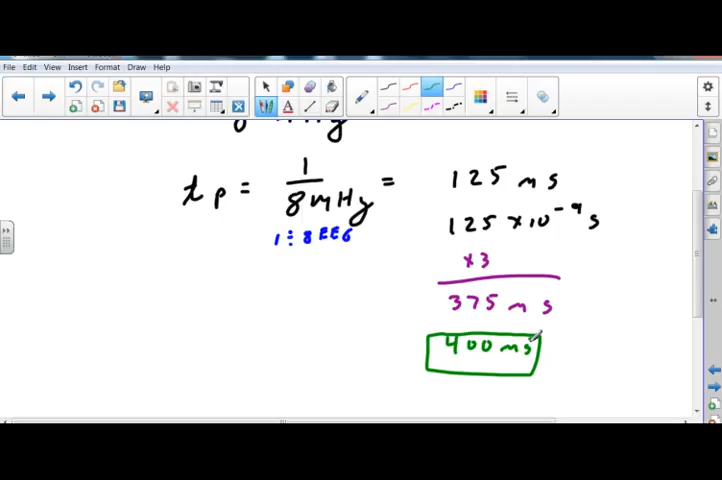 File Edit View Insert Format Draw Help
tp = 1/8MHz = 125 ns
1 ÷ 8 EE6
125 x 10⁻⁹ s
x3
375 ns
400 ns